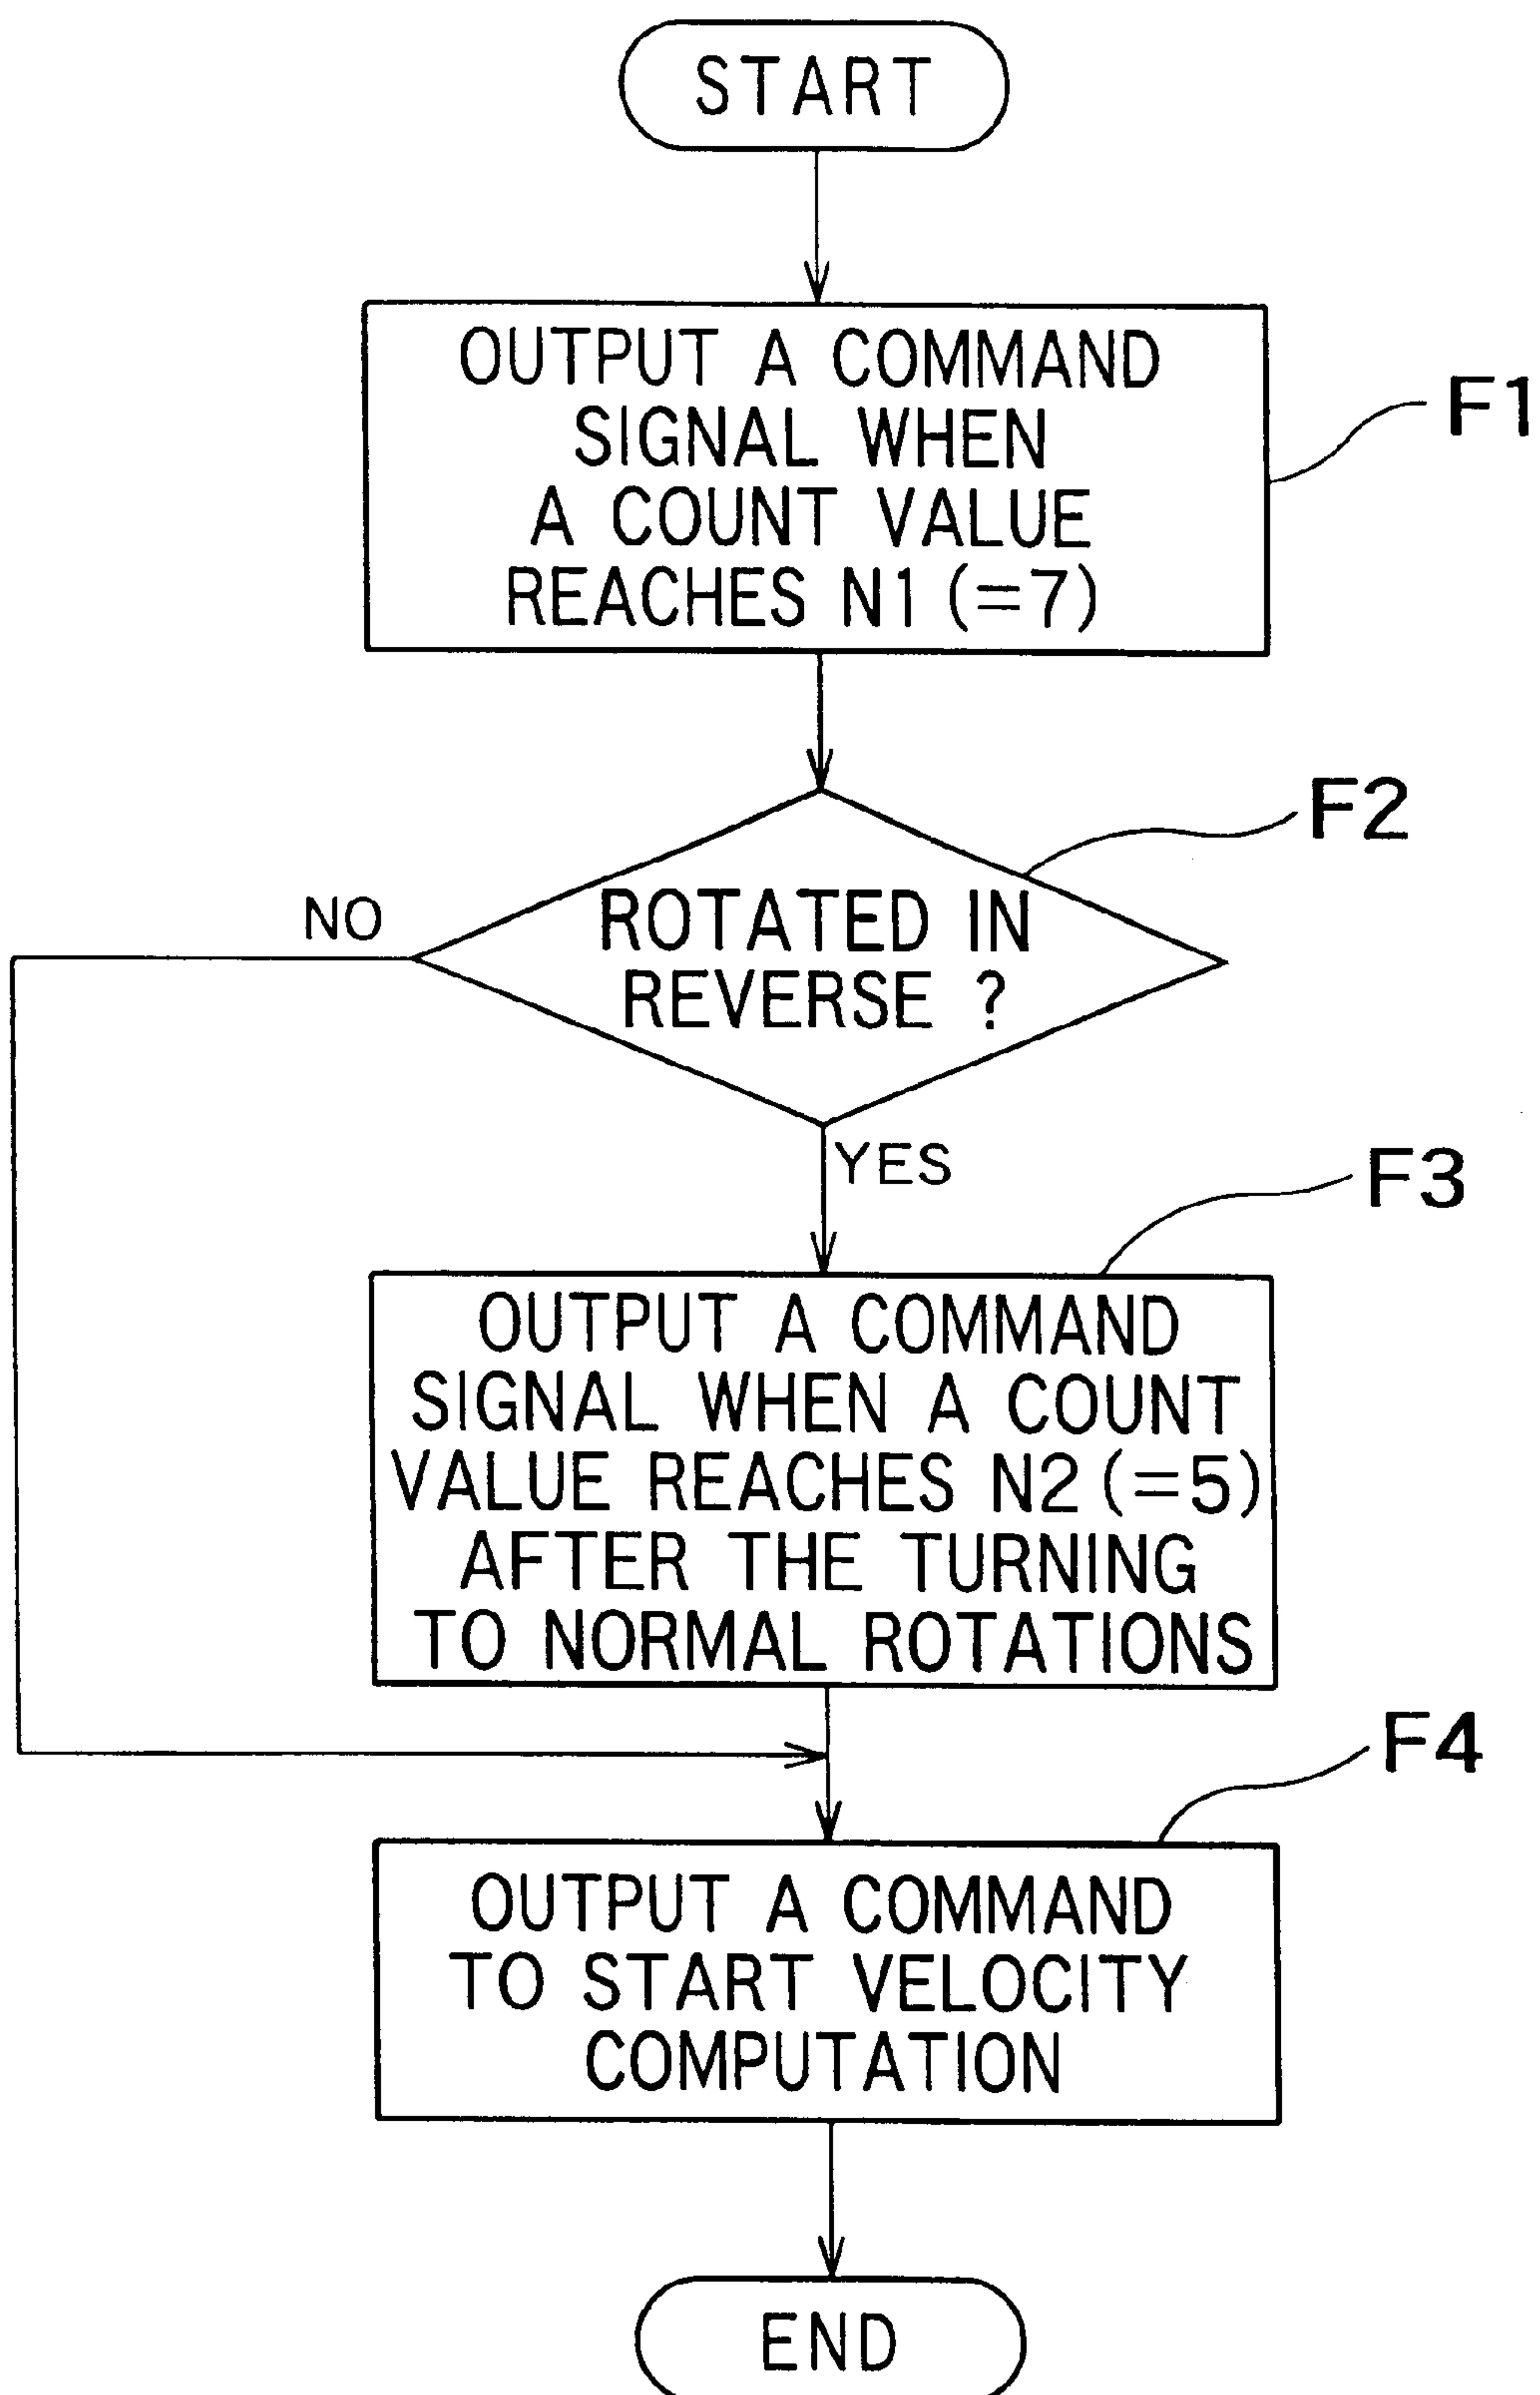 START
OUTPUT A COMMAND
SIGNAL WHEN
A COUNT VALUE
REACHES N1 (=7)
F1
F2
NO
ROTATED IN
REVERSE ?
YES
F3
OUTPUT A COMMAND
SIGNAL WHEN A COUNT
VALUE REACHES N2 (=5)
AFTER THE TURNING
TO NORMAL ROTATIONS
F4
OUTPUT A COMMAND
TO START VELOCITY
COMPUTATION
END